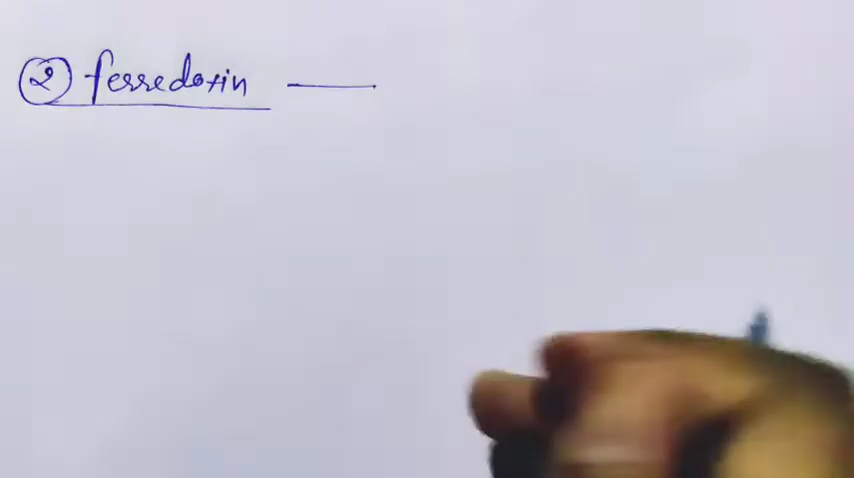 ② ferredoxin —